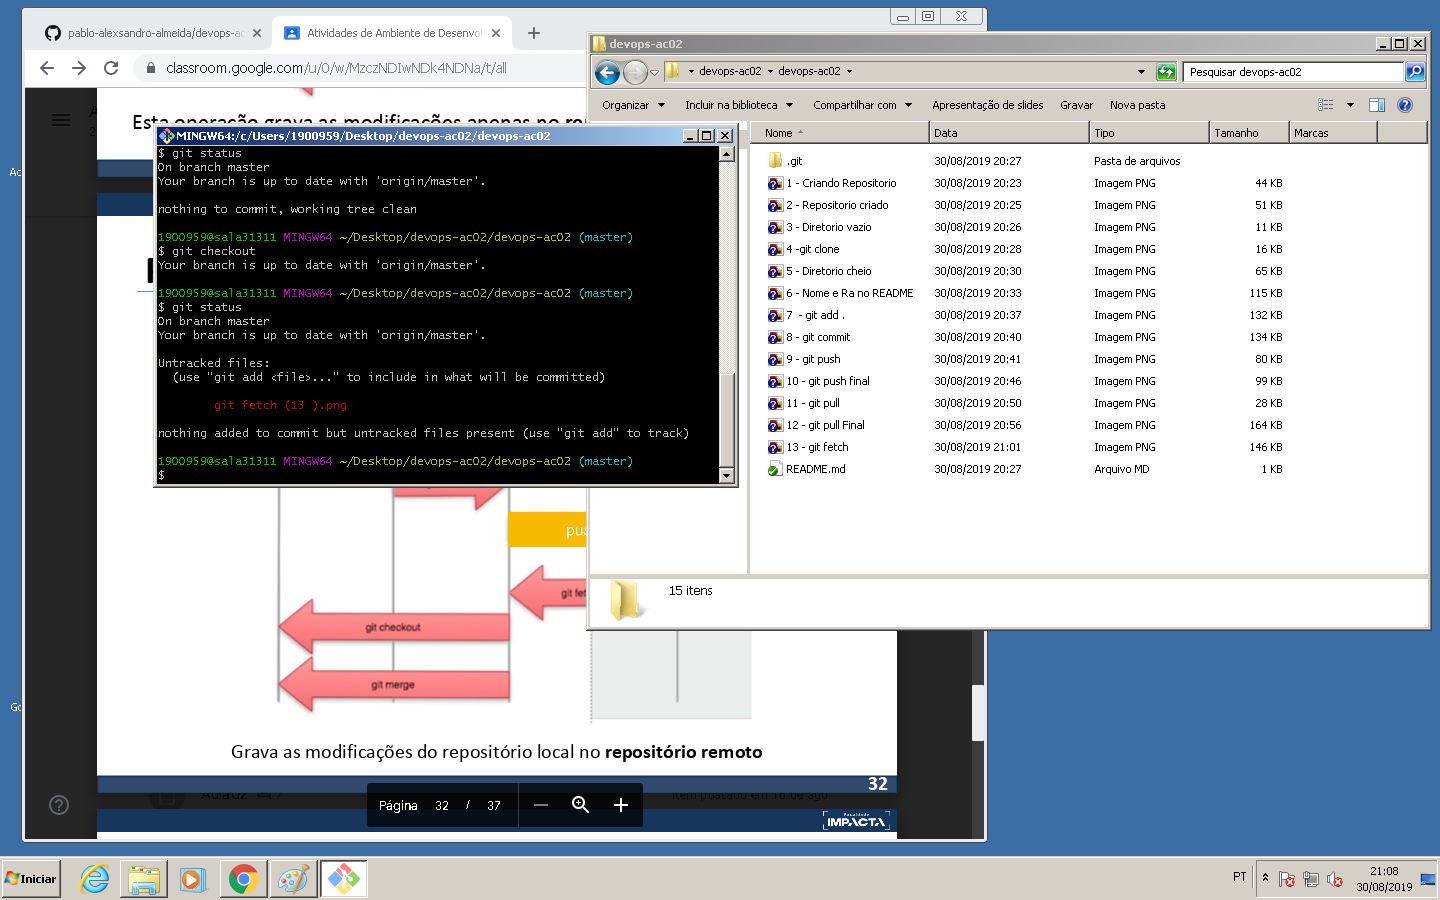 pablo-alexsandro-almeida/devops-ac
Atividades de Ambiente de Desenvol
classroom.google.com/u/0/w/MzczNDIwNDk4NDNa/t/all
Esta operação grava as modificações apenas no re
MINGW64:/c/Users/1900959/Desktop/devops-ac02/devops-ac02
$ git status
On branch master
Your branch is up to date with 'origin/master'.
nothing to commit, working tree clean
1900959@sala31311 MINGW64 ~/Desktop/devops-ac02/devops-ac02 (master)
$ git checkout
Your branch is up to date with 'origin/master'.
1900959@sala31311 MINGW64 ~/Desktop/devops-ac02/devops-ac02 (master)
$ git status
On branch master
Your branch is up to date with 'origin/master'.
Untracked files:
(use "git add <file>..." to include in what will be committed)
git fetch (13 ).png
nothing added to commit but untracked files present (use "git add" to track)
1900959@sala31311 MINGW64 ~/Desktop/devops-ac02/devops-ac02 (master)
$
devops-ac02
devops-ac02 devops-ac02
Pesquisar devops-ac02
Organizar Incluir na biblioteca Compartilhar com Apresentação de slides Gravar Nova pasta
Nome Data Tipo Tamanho Marcas
.git 30/08/2019 20:27 Pasta de arquivos
1 - Criando Repositorio 30/08/2019 20:23 Imagem PNG 44 KB
2 - Repositorio criado 30/08/2019 20:25 Imagem PNG 51 KB
3 - Diretorio vazio 30/08/2019 20:26 Imagem PNG 11 KB
4 -git clone 30/08/2019 20:28 Imagem PNG 16 KB
5 - Diretorio cheio 30/08/2019 20:30 Imagem PNG 65 KB
6 - Nome e Ra no README 30/08/2019 20:33 Imagem PNG 115 KB
7  - git add . 30/08/2019 20:37 Imagem PNG 132 KB
8 - git commit 30/08/2019 20:40 Imagem PNG 134 KB
9 - git push 30/08/2019 20:41 Imagem PNG 80 KB
10 - git push final 30/08/2019 20:46 Imagem PNG 99 KB
11 - git pull 30/08/2019 20:50 Imagem PNG 28 KB
12 - git pull Final 30/08/2019 20:56 Imagem PNG 164 KB
13 - git fetch 30/08/2019 21:01 Imagem PNG 146 KB
README.md 30/08/2019 20:27 Arquivo MD 1 KB
15 itens
pus
git fet
git checkout
git merge
Grava as modificações do repositório local no repositório remoto
32
Aula 02
item postado em 16 de ago
Página 32 / 37
Faculdade
IMPACTA
Ac
Go
Iniciar
PT
21:08
30/08/2019